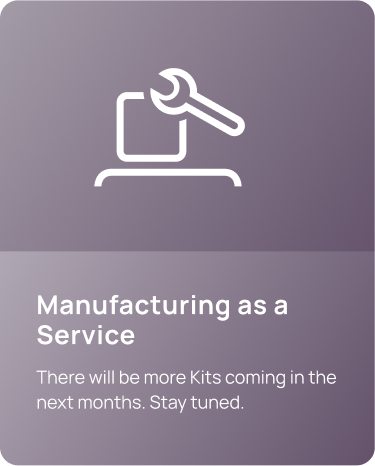 Manufacturing as a
Service
There will be more Kits coming in the
next months. Stay tuned.